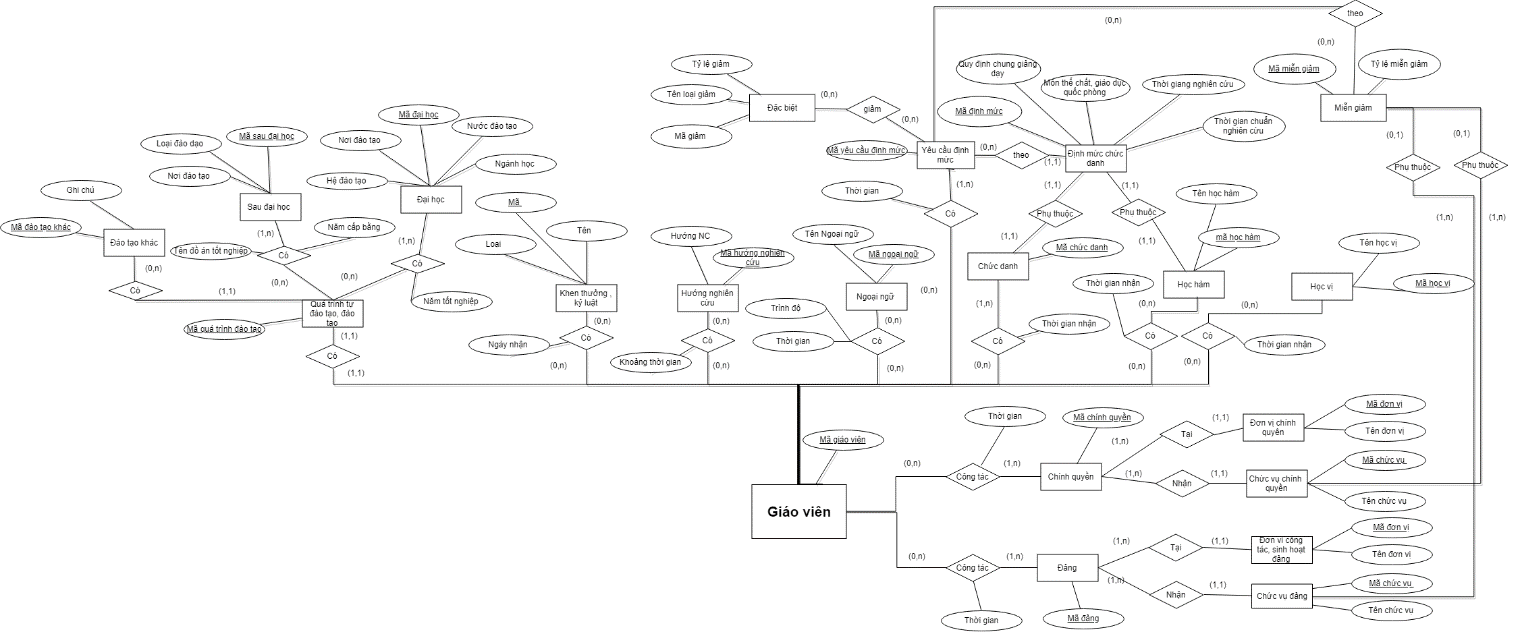 (0,n)
theo
(0,n)
Tỷ lệ giảm
Tên loại giảm
Mã giảm
Đặc biệt
(0,n)
giảm
(0,n)
Quy định chung giảng
day
Môn thể chất, giáo dục
quốc phòng
Thời giang nghiên cứu
Mã định mức
Thời gian chuẩn
nghiên cứu
Mã miễn giảm
Tỷ lệ miễn giảm
Miễn giảm
(0,1)
(0,1)
Phụ thuộc
Phụ thuộc
(1,n)
(1,n)
Mã yêu cầu định mức
Yêu cầu định
mức
(0,n)
theo
(1,1)
Định mức chức
danh
Thời gian
(1,n)
Có
(1,1)
(1,1)
Phụ thuộc
Phụ thuộc
(1,1)
(1,1)
Tên học hàm
mã học hàm
Mã chức danh
Chức danh
Học hàm
Tên học vị
Mã học vị
Học vị
Thời gian nhận
(1,n)
(0,n)
(0,n)
Thời gian nhận
Có
Có
Có
Thời gian nhận
(0,n)
(0,n)
(0,n)
Mã đại học
Nước đào tạo
Nơi đào tạo
Ngành học
Hệ đào tạo
Đại học
Mã sau đại học
Loại đào dạo
Nơi đào tạo
Sau đại học
Ghi chú
Mã đào tạo khác
Đào tạo khác
(1,n)
Năm cấp bằng
(1,n)
Tên đồ án tốt nghiệp
Có
Có
(0,n)
(0,n)
(0,n)
Có
(1,1)
Năm tốt nghiệp
Quá trình tự
đào tạo, đào
tạo
Mã quá trình đào tạo
(1,1)
Có
(1,1)
Mã
Loại
Tên
Khen thưởng ,
kỷ luật
(0,n)
Ngày nhận
Có
(0,n)
Hướng NC
Mã hướng nghiên
cứu
Hướng nghiên
cứu
(0,n)
Có
Khoảng thời gian
(0,n)
Tên Ngoại ngữ
Mã ngoại ngữ
Ngoại ngữ
(0,n)
(0,n)
Trình độ
Thời gian
Có
(0,n)
Mã giáo viên
Giáo viên
Thời gian
(0,n)
Công tác
(1,n)
Mã chính quyền
Chính quyền
(1,n)
Tại
(1,1)
Đơn vị chính
quyền
Mã đơn vị
Tên đơn vị
(1,n)
Nhận
(1,1)
Chức vụ chính
quyền
Mã chức vụ
Tên chức vu
(0,n)
Công tác
(1,n)
Thời gian
Đảng
Mã đảng
(1,n)
Tại
(1,1)
Đơn vị công
tác, sinh hoạt
đảng
Mã đơn vị
Tên đơn vị
(1,n)
Nhận
(1,1)
Chức vụ đảng
Mã chức vụ
Tên chức vu